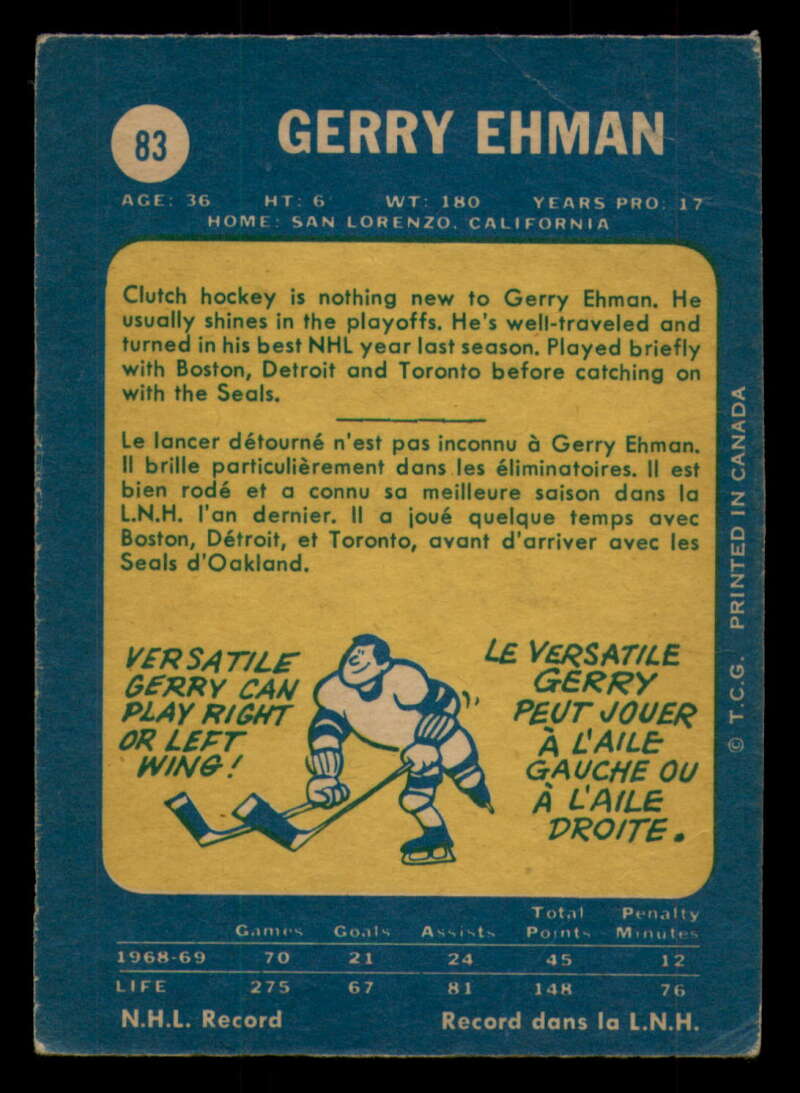 83
GERRY EHMAN
AGE: 36 HT: 6 WT: 180 YEARS PRO: 17
HOME: SAN LORENZO, CALIFORNIA
Clutch hockey is nothing new to Gerry Ehman. He
usually shines in the playoffs. He's well-traveled and
turned in his best NHL year last season. Played briefly
with Boston, Detroit and Toronto before catching on
with the Seals.
Le lancer détourné n'est pas inconnu à Gerry Ehman.
Il brille particulièrement dans les éliminatoires. Il est
bien rodé et a connu sa meilleure saison dans la
L.N.H. l'an dernier. Il a joué quelque temps avec
Boston, Détroit, et Toronto, avant d'arriver avec les
Seals d'Oakland.
VERSATILE
GERRY CAN
PLAY RIGHT
OR LEFT
WING!
LE VERSATILE
GERRY
PEUT JOUER
À L'AILE
GAUCHE OU
À L'AILE
DROITE.
© T.C.G. PRINTED IN CANADA
Games Goals Assists Total Points Penalty Minutes
1968-69 70 21 24 45 12
LIFE 275 67 81 148 76
N.H.L. Record Record dans la L.N.H.